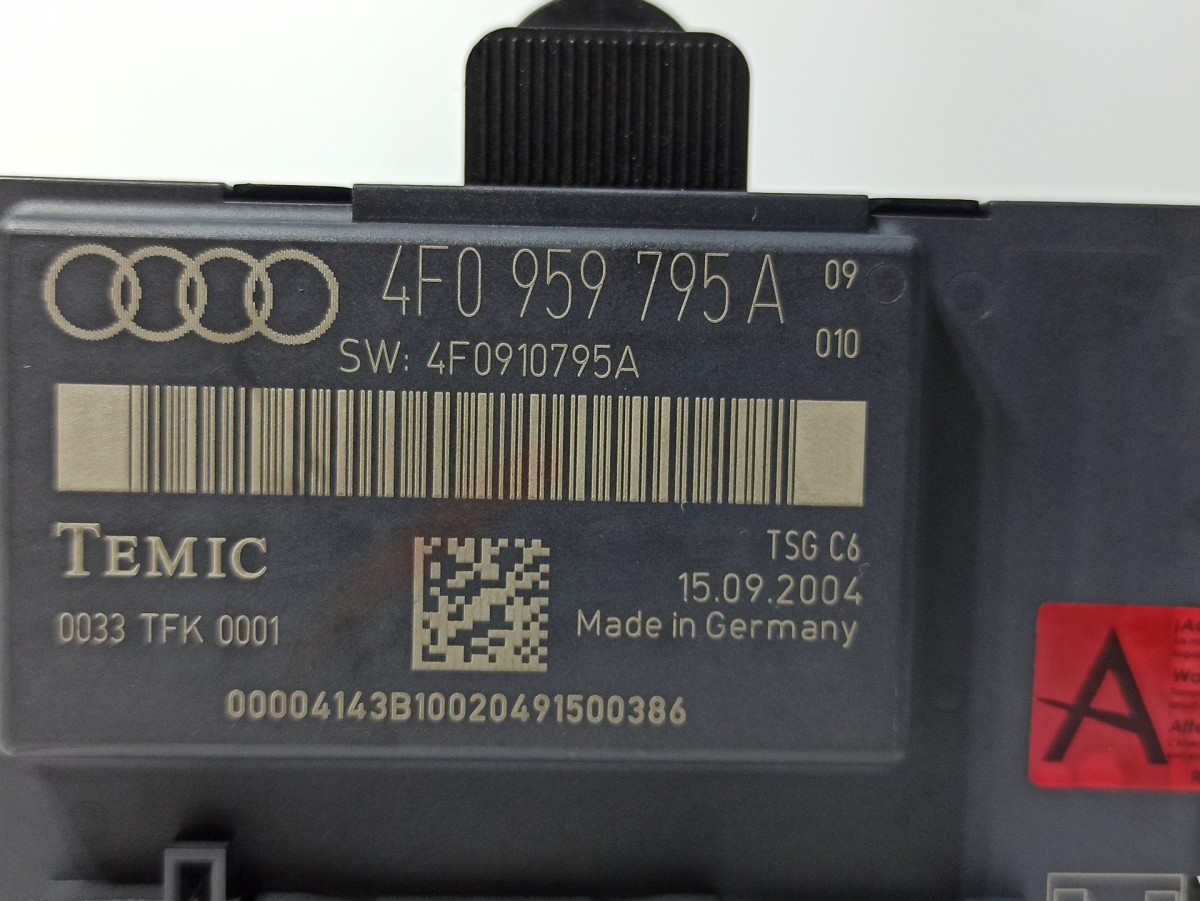 4F0 959 795 A 09
SW: 4F0910795A 010
TEMIC
0033 TFK 0001
TSG C6
15.09.2004
Made in Germany
00004143B10020491500386
A